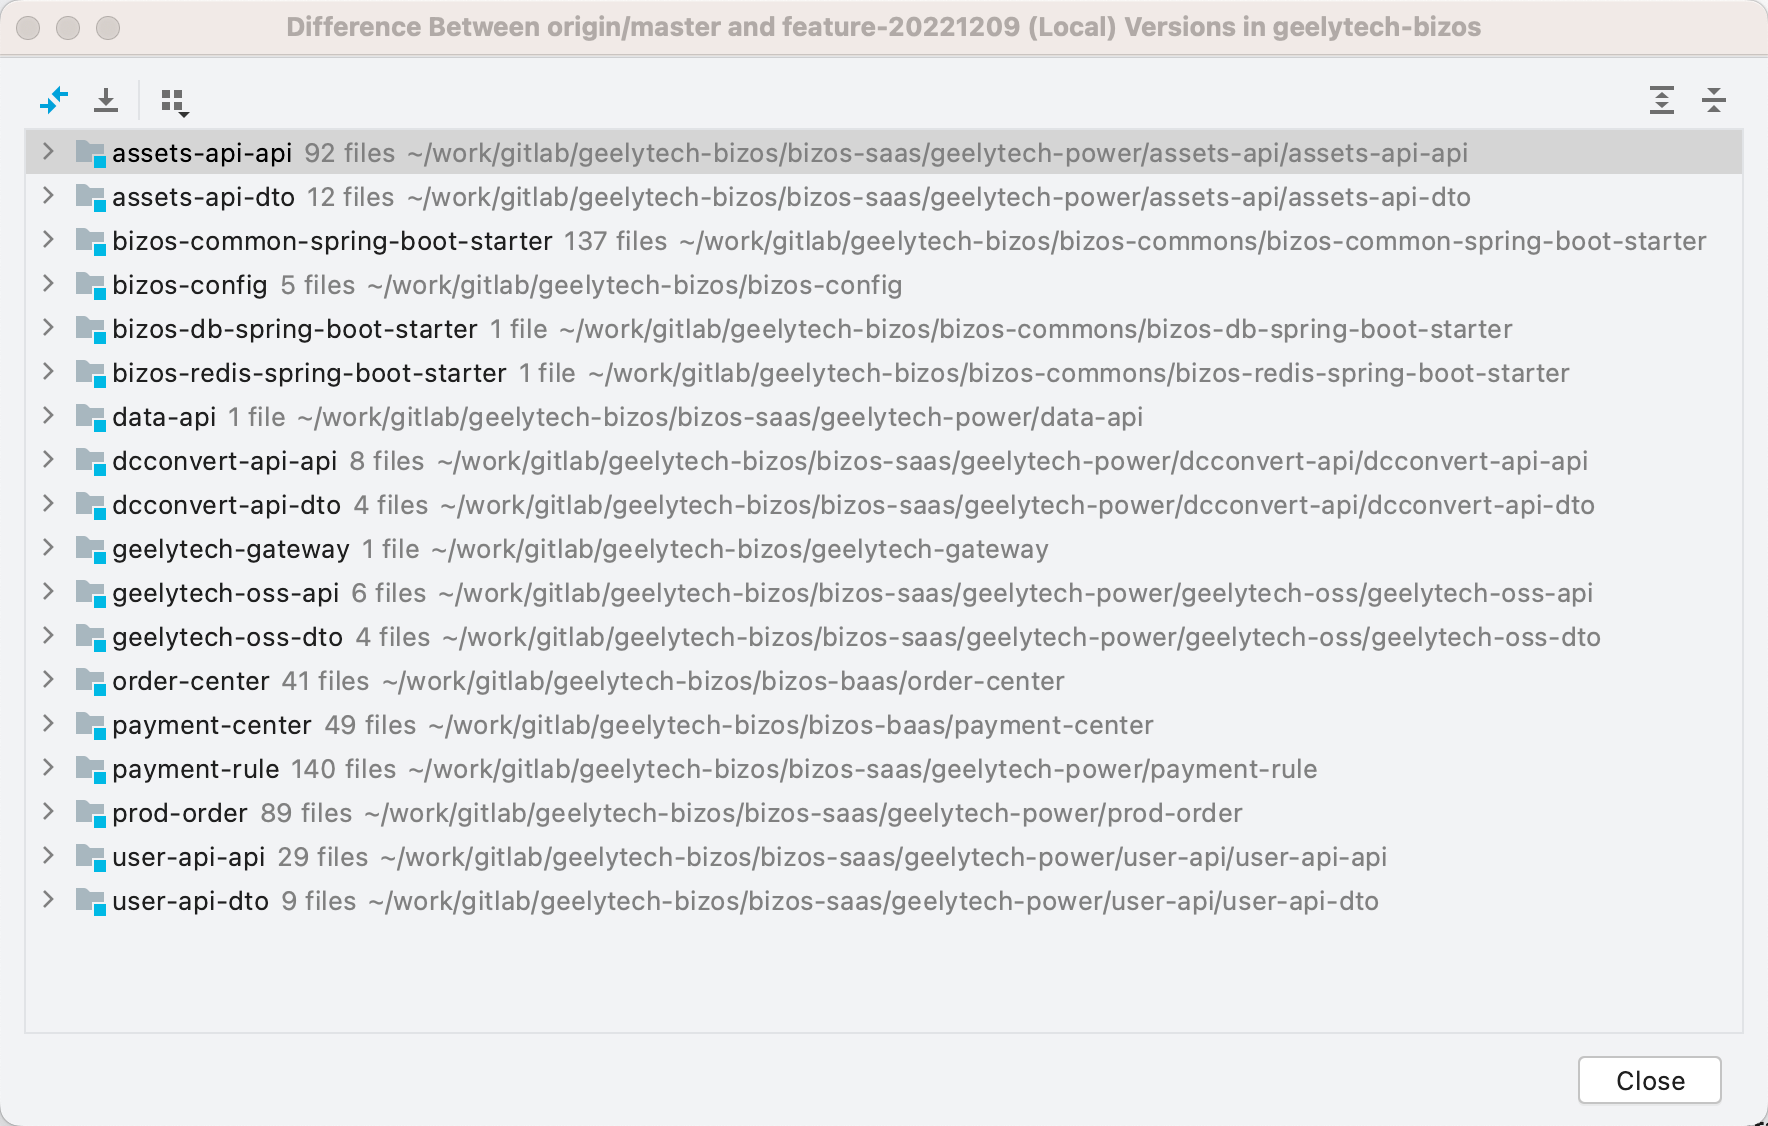 Difference Between origin/master and feature-20221209 (Local) Versions in geelytech-bizos
assets-api-api 92 files ~/work/gitlab/geelytech-bizos/bizos-saas/geelytech-power/assets-api/assets-api-api
assets-api-dto 12 files ~/work/gitlab/geelytech-bizos/bizos-saas/geelytech-power/assets-api/assets-api-dto
bizos-common-spring-boot-starter 137 files ~/work/gitlab/geelytech-bizos/bizos-commons/bizos-common-spring-boot-starter
bizos-config 5 files ~/work/gitlab/geelytech-bizos/bizos-config
bizos-db-spring-boot-starter 1 file ~/work/gitlab/geelytech-bizos/bizos-commons/bizos-db-spring-boot-starter
bizos-redis-spring-boot-starter 1 file ~/work/gitlab/geelytech-bizos/bizos-commons/bizos-redis-spring-boot-starter
data-api 1 file ~/work/gitlab/geelytech-bizos/bizos-saas/geelytech-power/data-api
dcconvert-api-api 8 files ~/work/gitlab/geelytech-bizos/bizos-saas/geelytech-power/dcconvert-api/dcconvert-api-api
dcconvert-api-dto 4 files ~/work/gitlab/geelytech-bizos/bizos-saas/geelytech-power/dcconvert-api/dcconvert-api-dto
geelytech-gateway 1 file ~/work/gitlab/geelytech-bizos/geelytech-gateway
geelytech-oss-api 6 files ~/work/gitlab/geelytech-bizos/bizos-saas/geelytech-power/geelytech-oss/geelytech-oss-api
geelytech-oss-dto 4 files ~/work/gitlab/geelytech-bizos/bizos-saas/geelytech-power/geelytech-oss/geelytech-oss-dto
order-center 41 files ~/work/gitlab/geelytech-bizos/bizos-baas/order-center
payment-center 49 files ~/work/gitlab/geelytech-bizos/bizos-baas/payment-center
payment-rule 140 files ~/work/gitlab/geelytech-bizos/bizos-saas/geelytech-power/payment-rule
prod-order 89 files ~/work/gitlab/geelytech-bizos/bizos-saas/geelytech-power/prod-order
user-api-api 29 files ~/work/gitlab/geelytech-bizos/bizos-saas/geelytech-power/user-api/user-api-api
user-api-dto 9 files ~/work/gitlab/geelytech-bizos/bizos-saas/geelytech-power/user-api/user-api-dto
Close